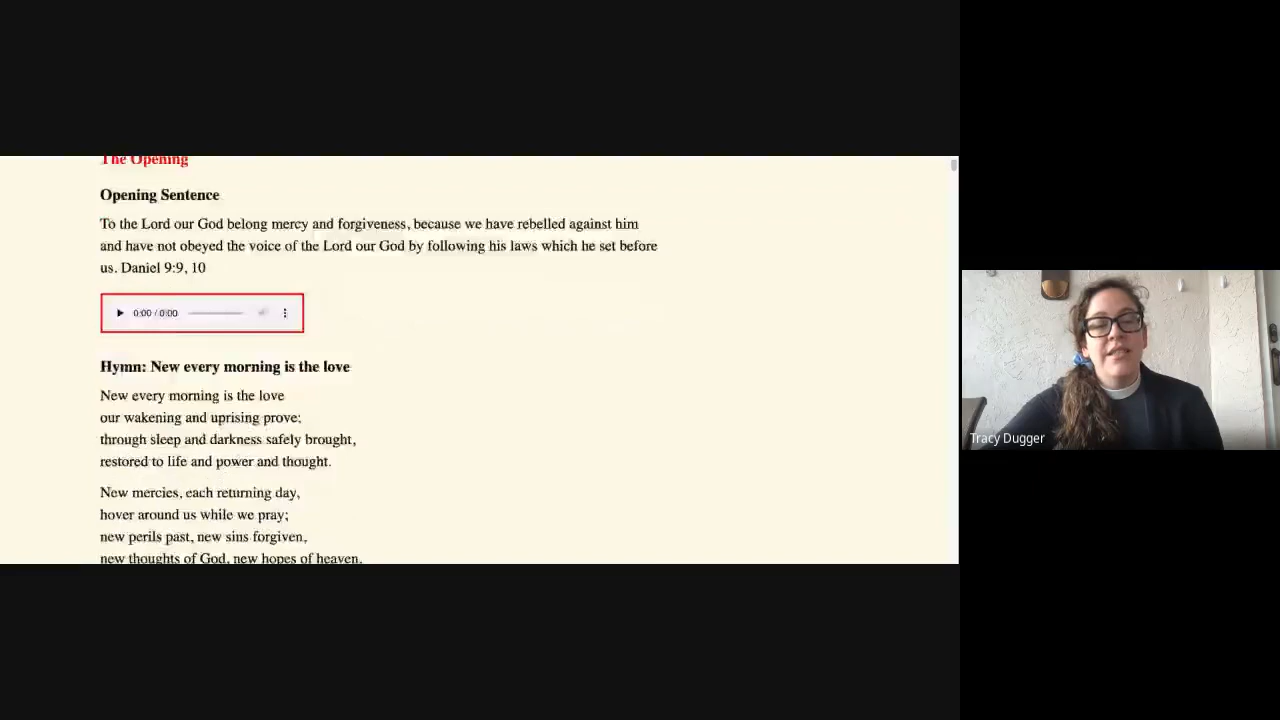 The Opening
Opening Sentence
To the Lord our God belong mercy and forgiveness, because we have rebelled against him
and have not obeyed the voice of the Lord our God by following his laws which he set before
us. Daniel 9:9, 10
0:00 / 0:00
Hymn: New every morning is the love
New every morning is the love
our wakening and uprising prove;
through sleep and darkness safely brought,
restored to life and power and thought.
New mercies, each returning day,
hover around us while we pray;
new perils past, new sins forgiven,
new thoughts of God, new hopes of heaven.
Tracy Dugger